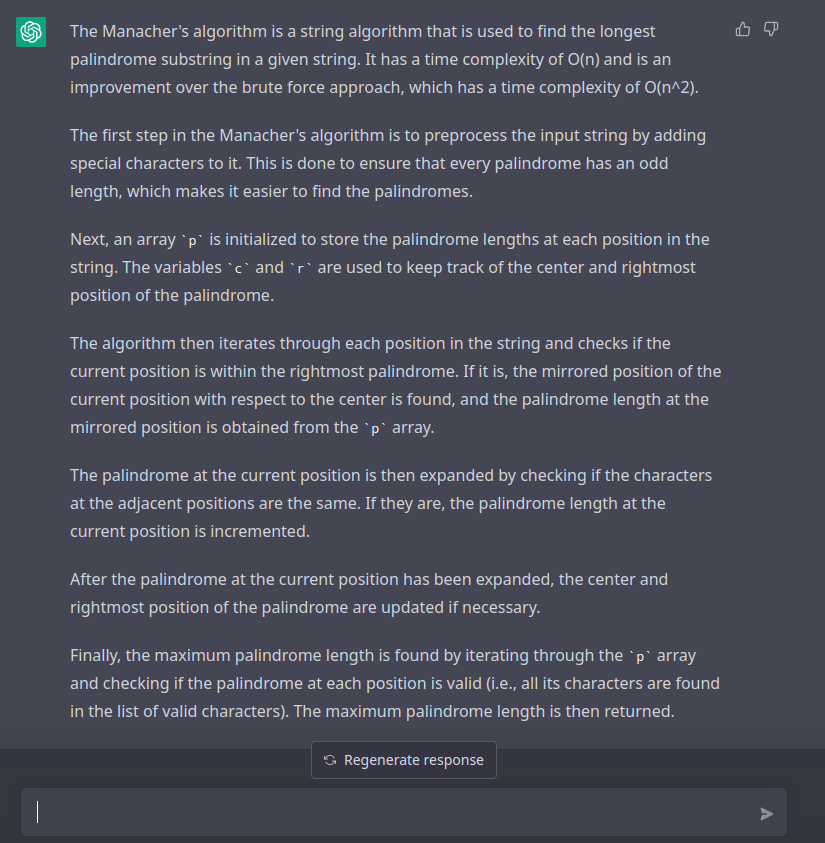 The Manacher's algorithm is a string algorithm that is used to find the longest
palindrome substring in a given string. It has a time complexity of O(n) and is an
improvement over the brute force approach, which has a time complexity of O(n^2).
The first step in the Manacher's algorithm is to preprocess the input string by adding
special characters to it. This is done to ensure that every palindrome has an odd
length, which makes it easier to find the palindromes.
Next, an array `p` is initialized to store the palindrome lengths at each position in the
string. The variables `c` and `r` are used to keep track of the center and rightmost
position of the palindrome.
The algorithm then iterates through each position in the string and checks if the
current position is within the rightmost palindrome. If it is, the mirrored position of the
current position with respect to the center is found, and the palindrome length at the
mirrored position is obtained from the `p` array.
The palindrome at the current position is then expanded by checking if the characters
at the adjacent positions are the same. If they are, the palindrome length at the
current position is incremented.
After the palindrome at the current position has been expanded, the center and
rightmost position of the palindrome are updated if necessary.
Finally, the maximum palindrome length is found by iterating through the `p` array
and checking if the palindrome at each position is valid (i.e., all its characters are found
in the list of valid characters). The maximum palindrome length is then returned.
Regenerate response